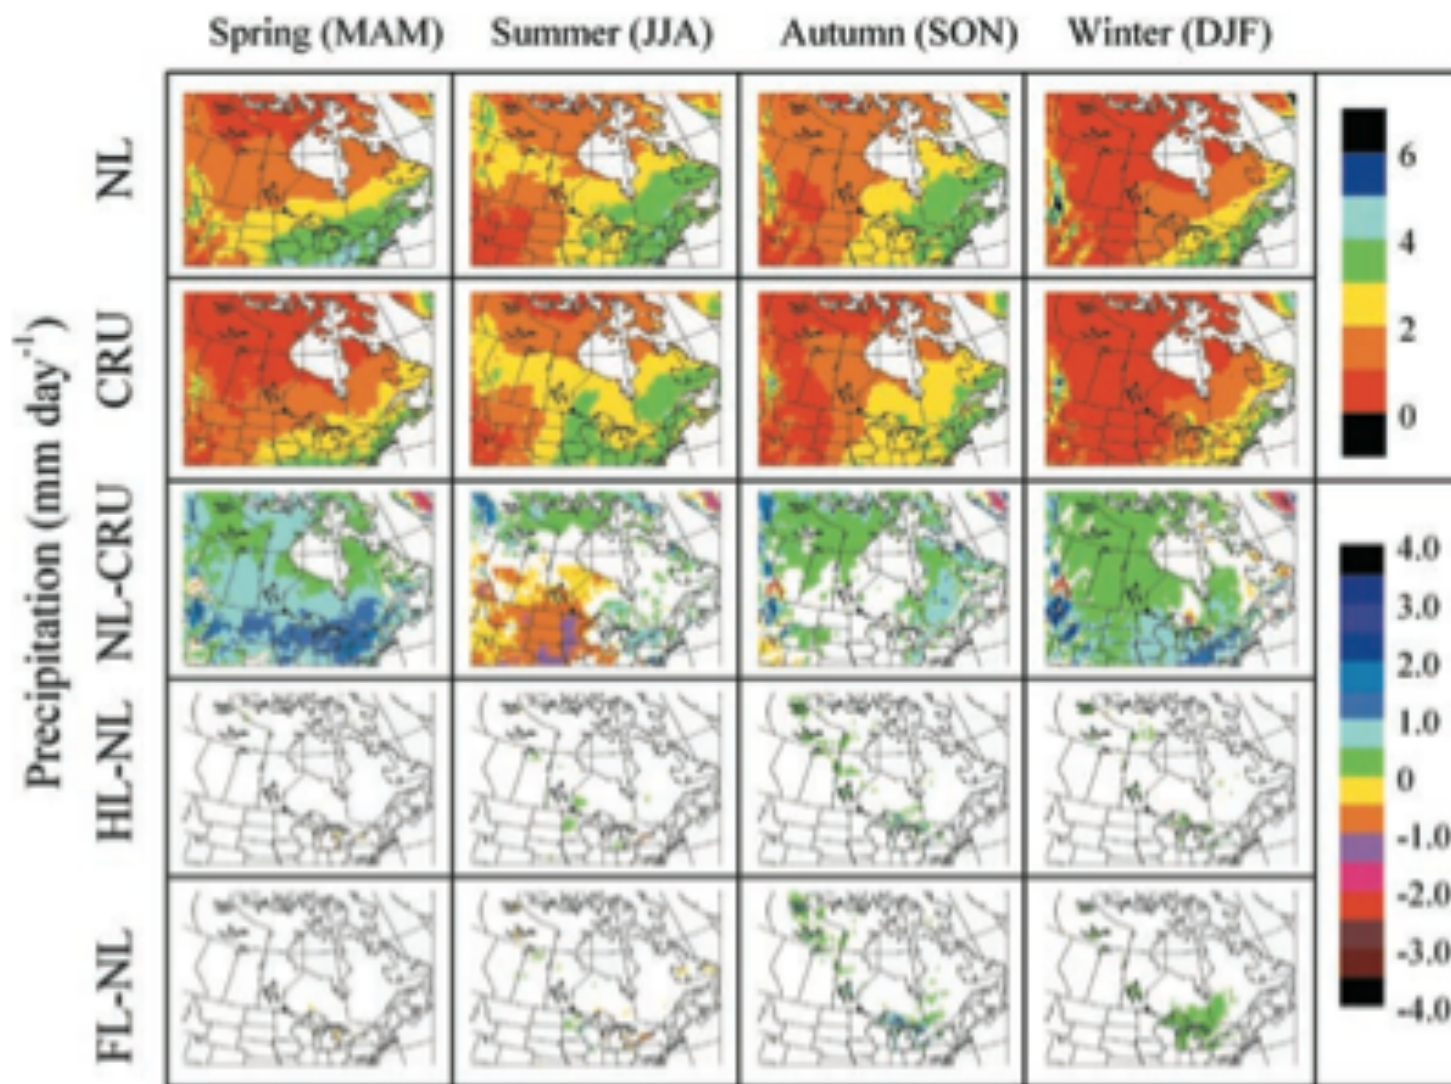 Spring (MAM) Summer (JJA) Autumn (SON) Winter (DJF)
Precipitation (mm day⁻¹)
NL
CRU
NL-CRU
HL-NL
FL-NL
6
4
2
0
4.0
3.0
2.0
1.0
0
-1.0
-2.0
-3.0
-4.0